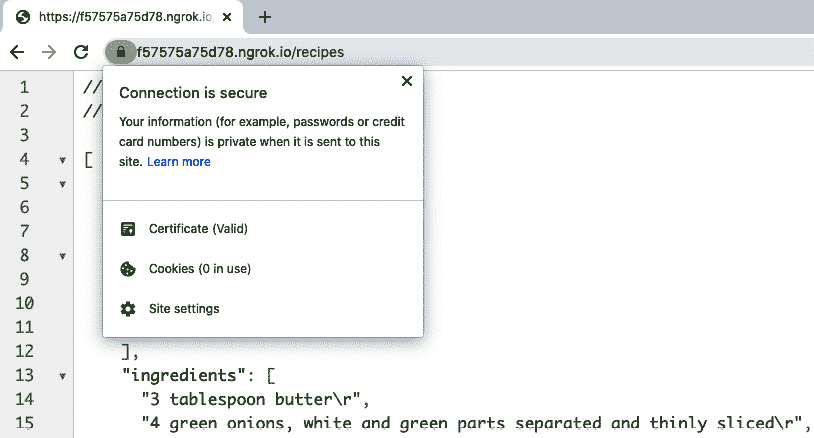 https://f57575a75d78.ngrok.io
f57575a75d78.ngrok.io/recipes
Connection is secure
Your information (for example, passwords or credit
card numbers) is private when it is sent to this
site. Learn more
Certificate (Valid)
Cookies (0 in use)
Site settings
1 //
2 //
3
4 [
5
6
7
8
9
10
11
12 ],
13 "ingredients": [
14 "3 tablespoon butter\r",
15 "4 green onions, white and green parts separated and thinly sliced\r",